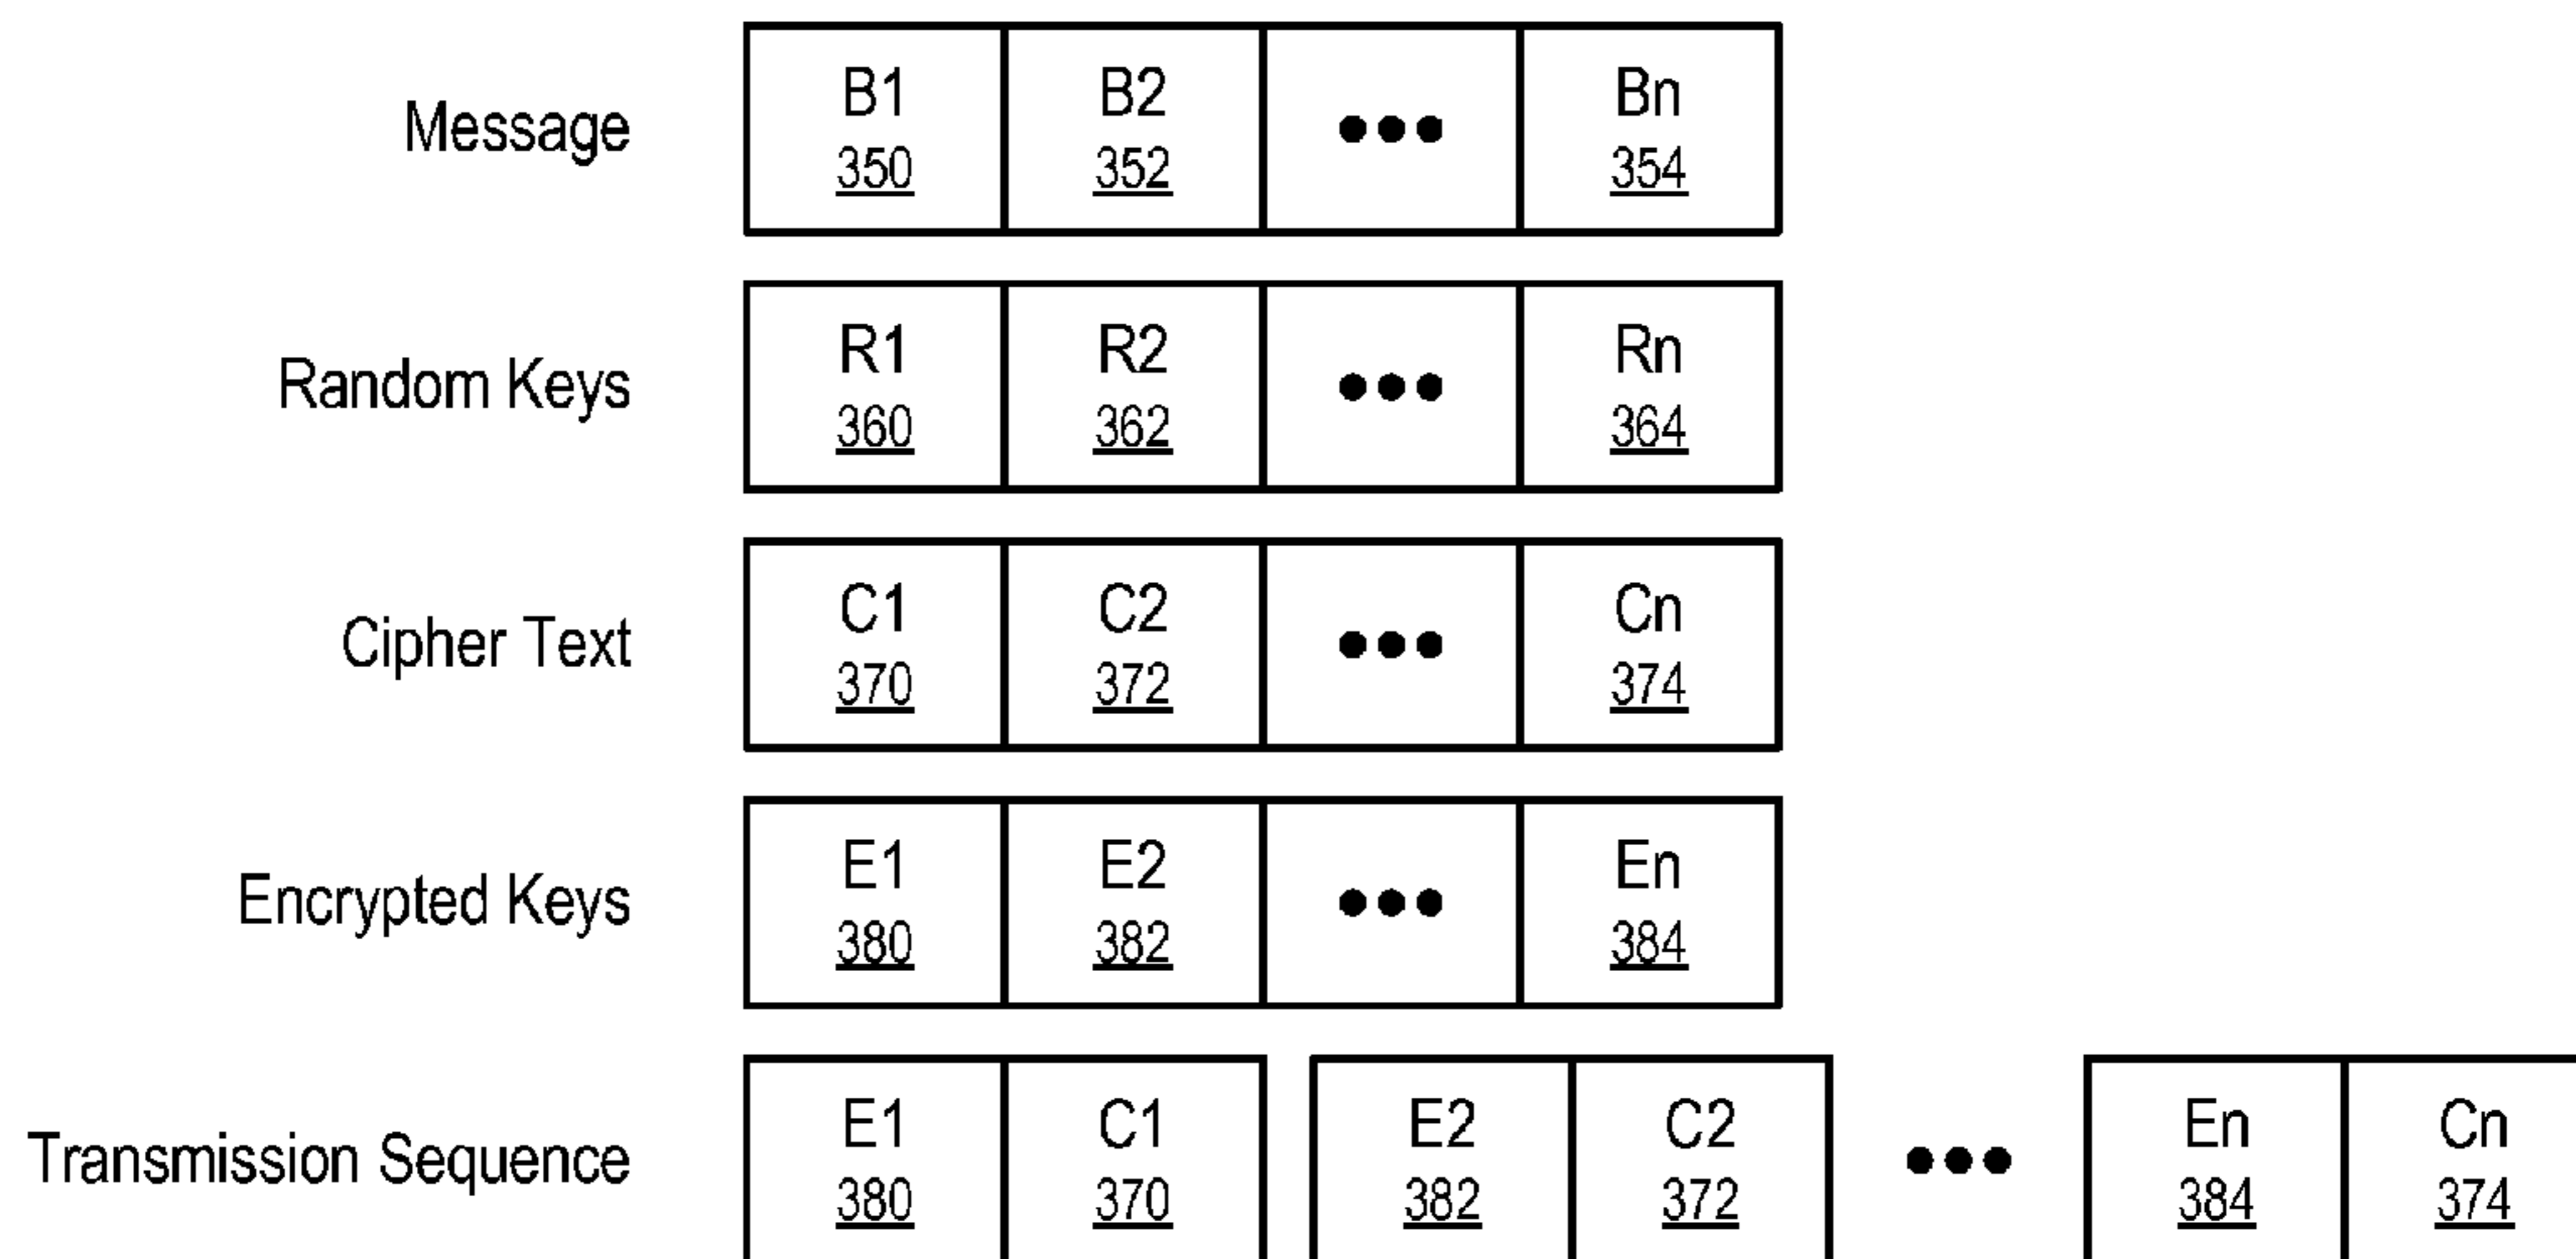 Message B1 B2 ••• Bn
350 352 354
Random Keys R1 R2 ••• Rn
360 362 364
Cipher Text C1 C2 ••• Cn
370 372 374
Encrypted Keys E1 E2 ••• En
380 382 384
Transmission Sequence E1 C1 E2 C2 ••• En Cn
380 370 382 372 384 374